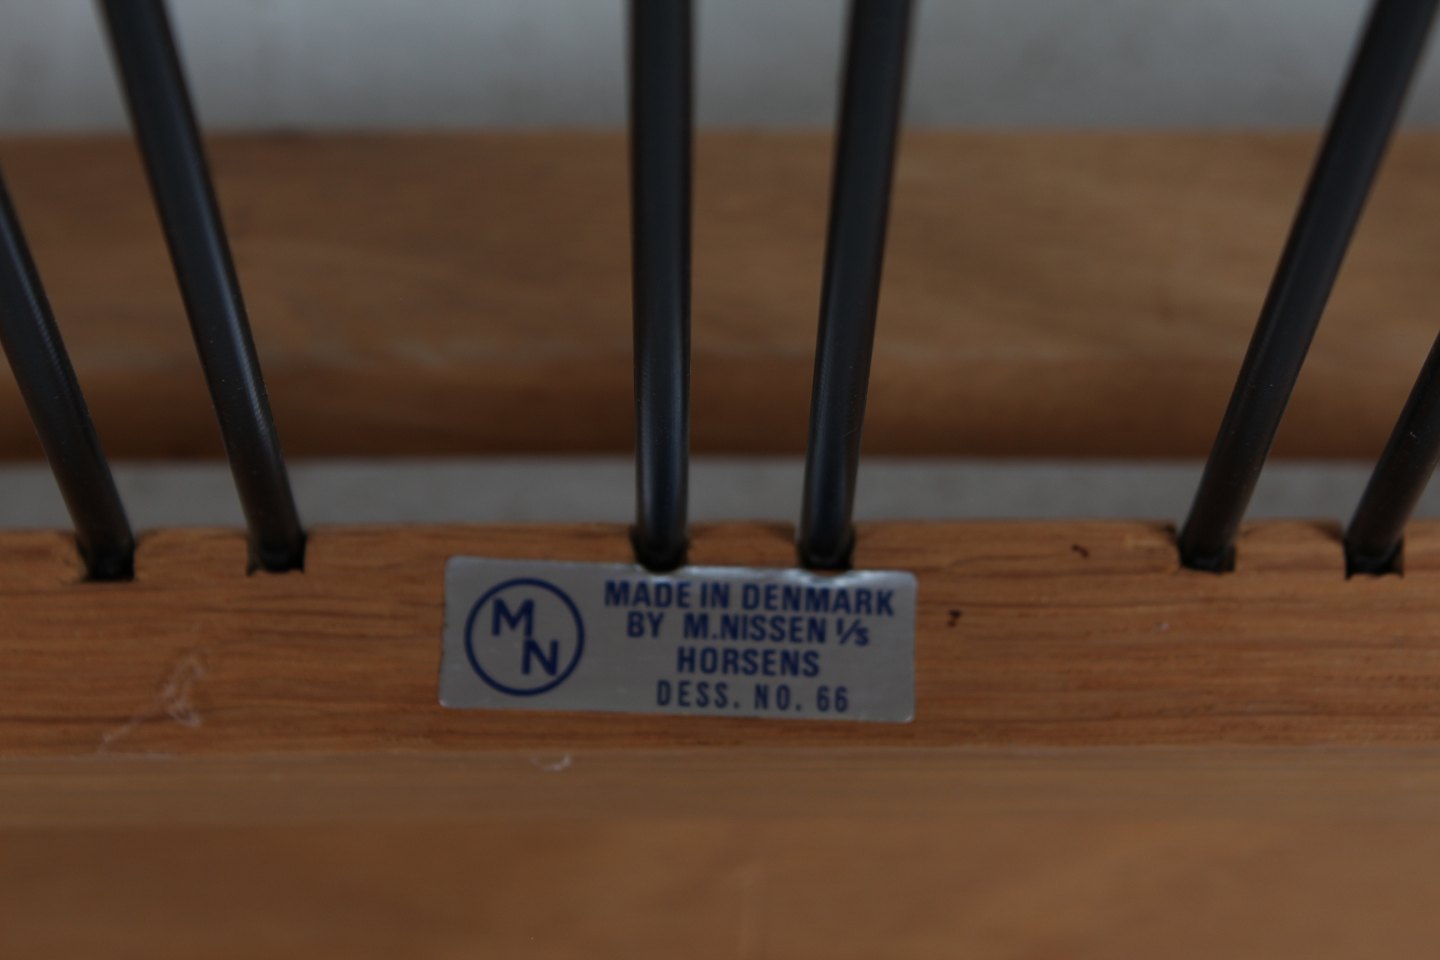 MN
MADE IN DENMARK
BY M.NISSEN I/S
HORSENS
DESS. NO. 66